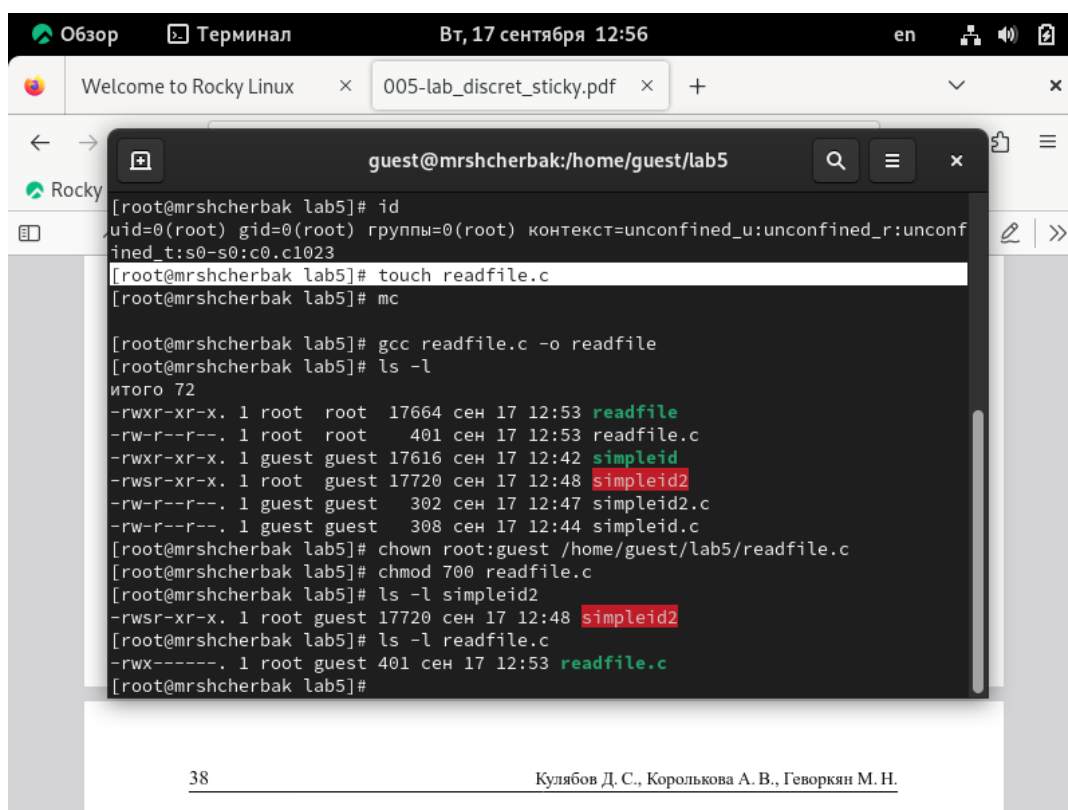 Обзор Терминал Вт, 17 сентября 12:56 en
Welcome to Rocky Linux × 005-lab_discret_sticky.pdf × +
guest@mrshcherbak:/home/guest/lab5
Rocky
[root@mrshcherbak lab5]# id
uid=0(root) gid=0(root) группы=0(root) контекст=unconfined_u:unconfined_r:unconf
ined_t:s0-s0:c0.c1023
[root@mrshcherbak lab5]# touch readfile.c
[root@mrshcherbak lab5]# mc
[root@mrshcherbak lab5]# gcc readfile.c -o readfile
[root@mrshcherbak lab5]# ls -l
итого 72
-rwxr-xr-x. 1 root  root  17664 сен 17 12:53 readfile
-rw-r--r--. 1 root  root    401 сен 17 12:53 readfile.c
-rwxr-xr-x. 1 guest guest 17616 сен 17 12:42 simpleid
-rwsr-xr-x. 1 root  guest 17720 сен 17 12:48 simpleid2
-rw-r--r--. 1 guest guest   302 сен 17 12:47 simpleid2.c
-rw-r--r--. 1 guest guest   308 сен 17 12:44 simpleid.c
[root@mrshcherbak lab5]# chown root:guest /home/guest/lab5/readfile.c
[root@mrshcherbak lab5]# chmod 700 readfile.c
[root@mrshcherbak lab5]# ls -l simpleid2
-rwsr-xr-x. 1 root guest 17720 сен 17 12:48 simpleid2
[root@mrshcherbak lab5]# ls -l readfile.c
-rwx------. 1 root guest 401 сен 17 12:53 readfile.c
[root@mrshcherbak lab5]#
38 Кулябов Д. С., Королькова А. В., Геворкян М. Н.